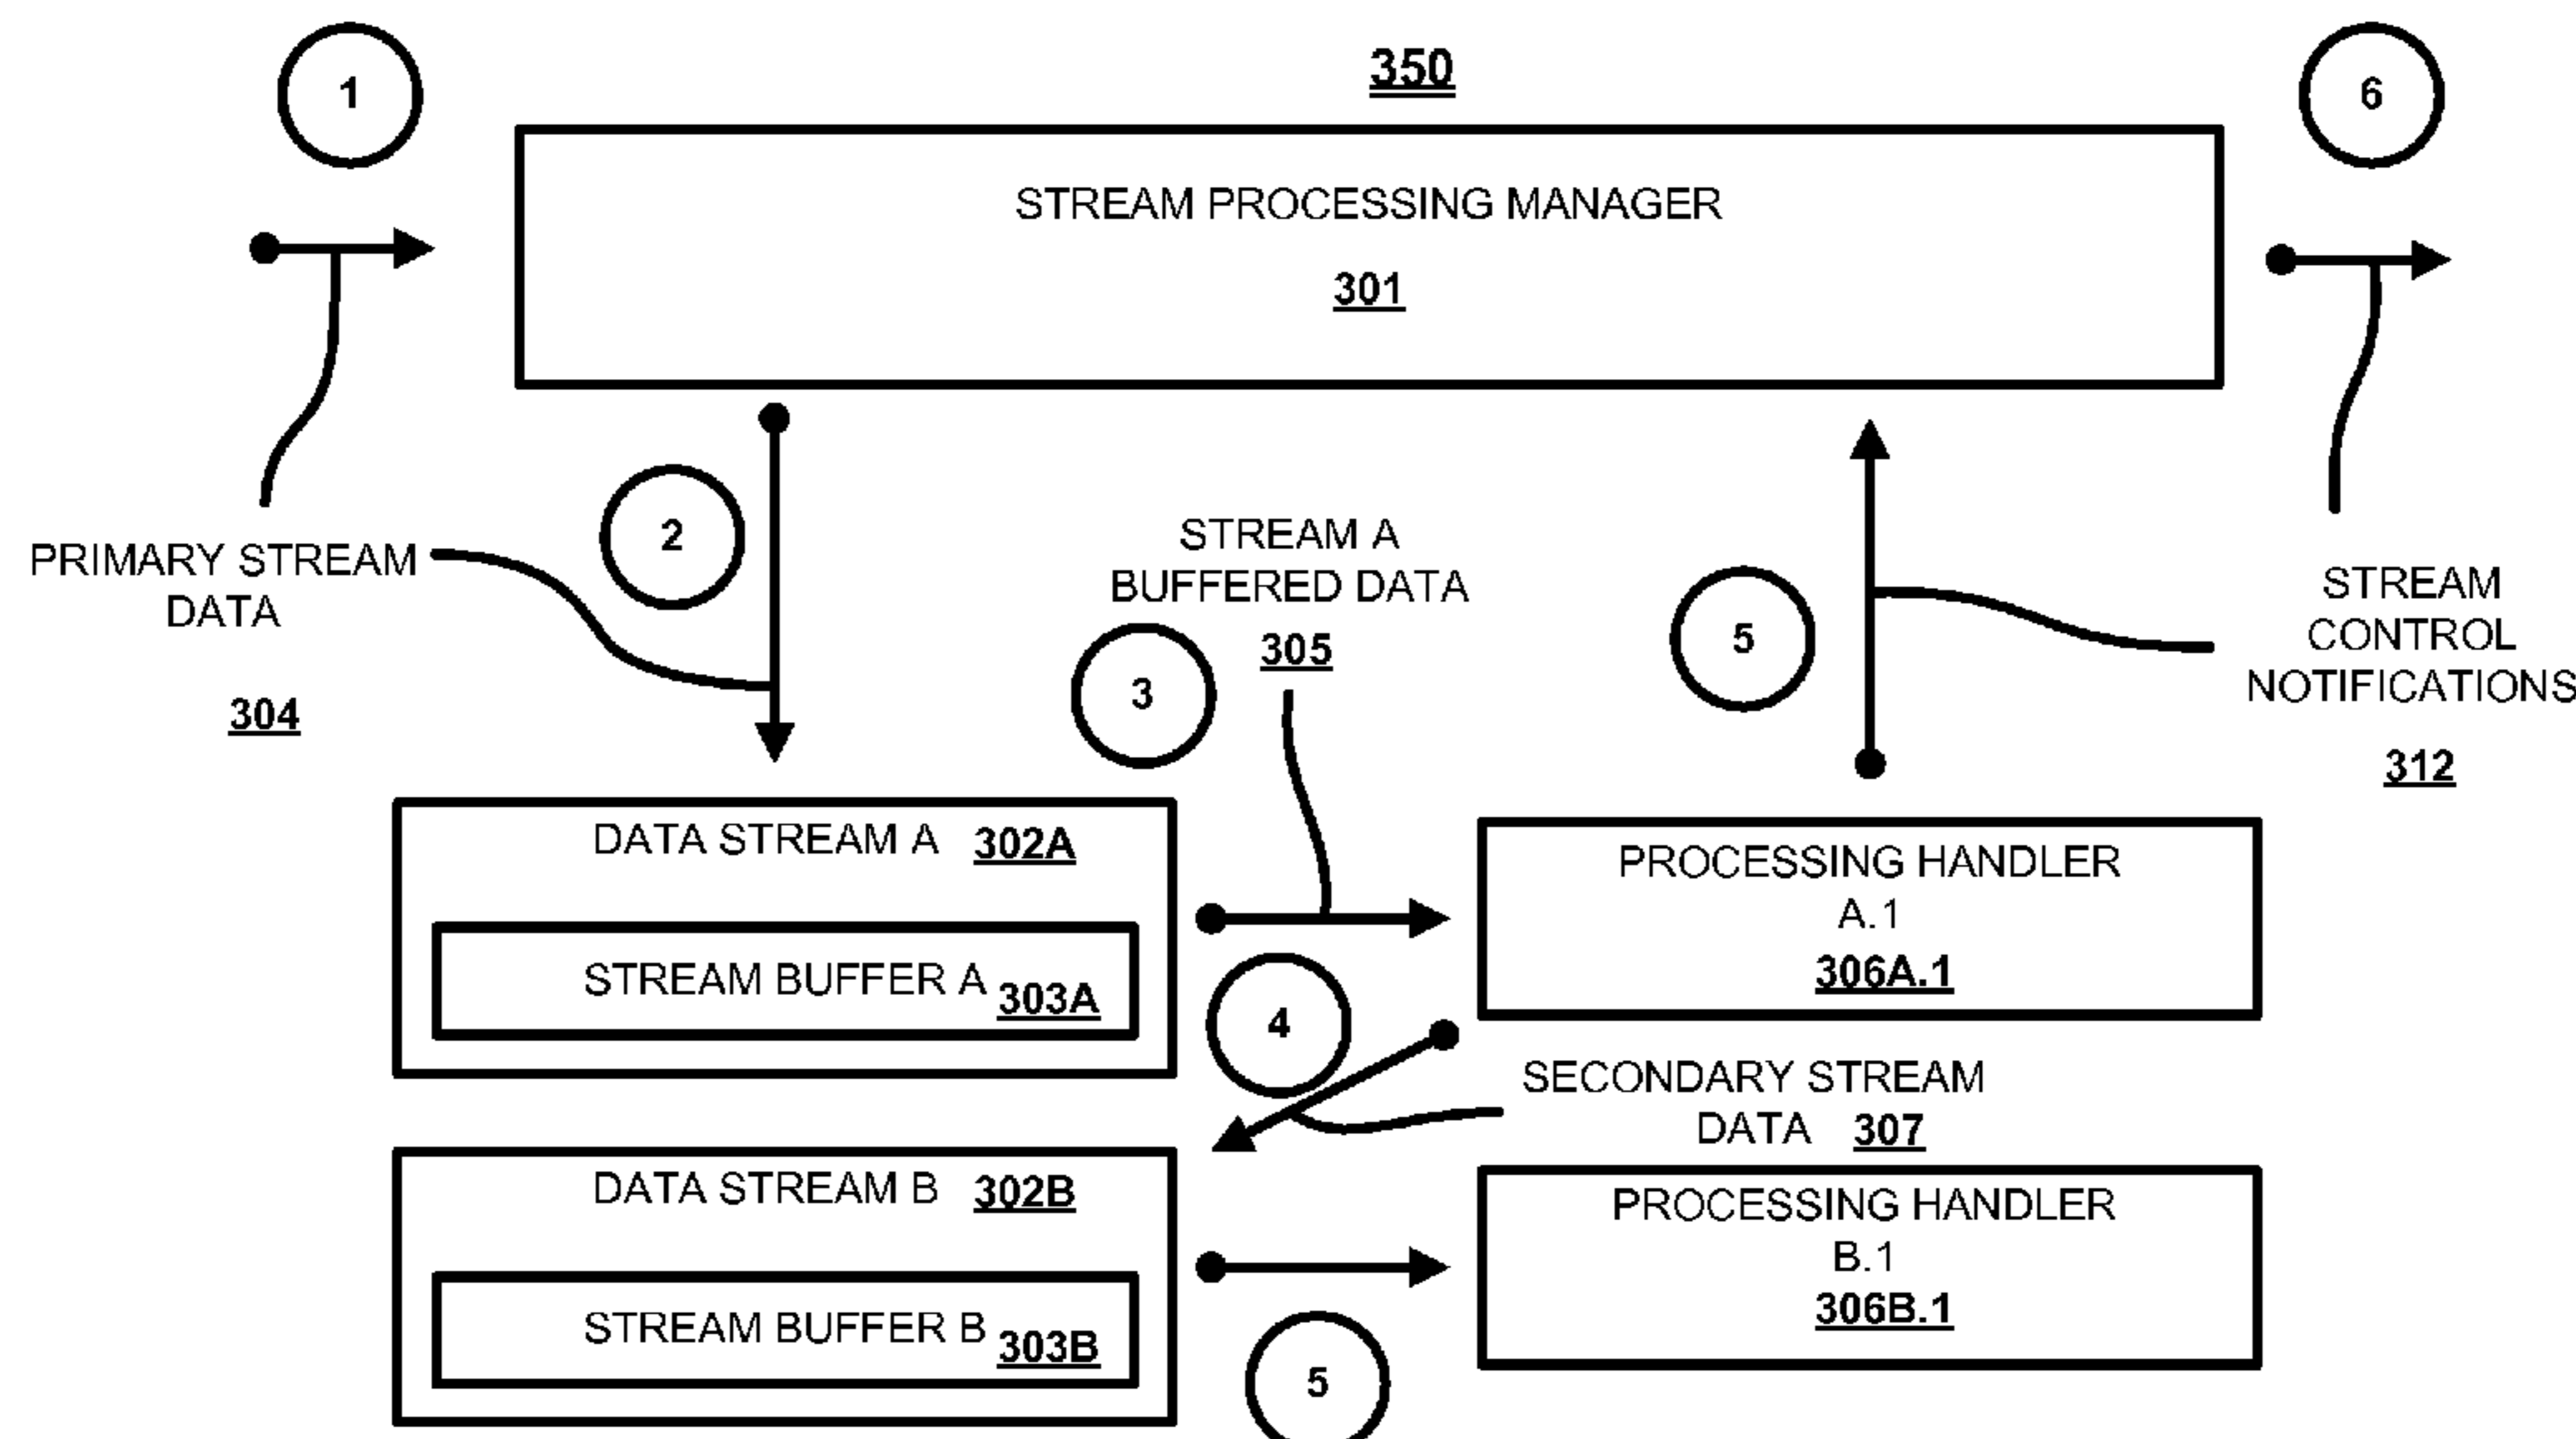 350
1
6
STREAM PROCESSING MANAGER
301
2
STREAM A
BUFFERED DATA
305
PRIMARY STREAM
DATA
304
3
5
STREAM
CONTROL
NOTIFICATIONS
312
DATA STREAM A 302A
STREAM BUFFER A 303A
PROCESSING HANDLER
A.1
306A.1
4
SECONDARY STREAM
DATA 307
DATA STREAM B 302B
STREAM BUFFER B 303B
PROCESSING HANDLER
B.1
306B.1
5